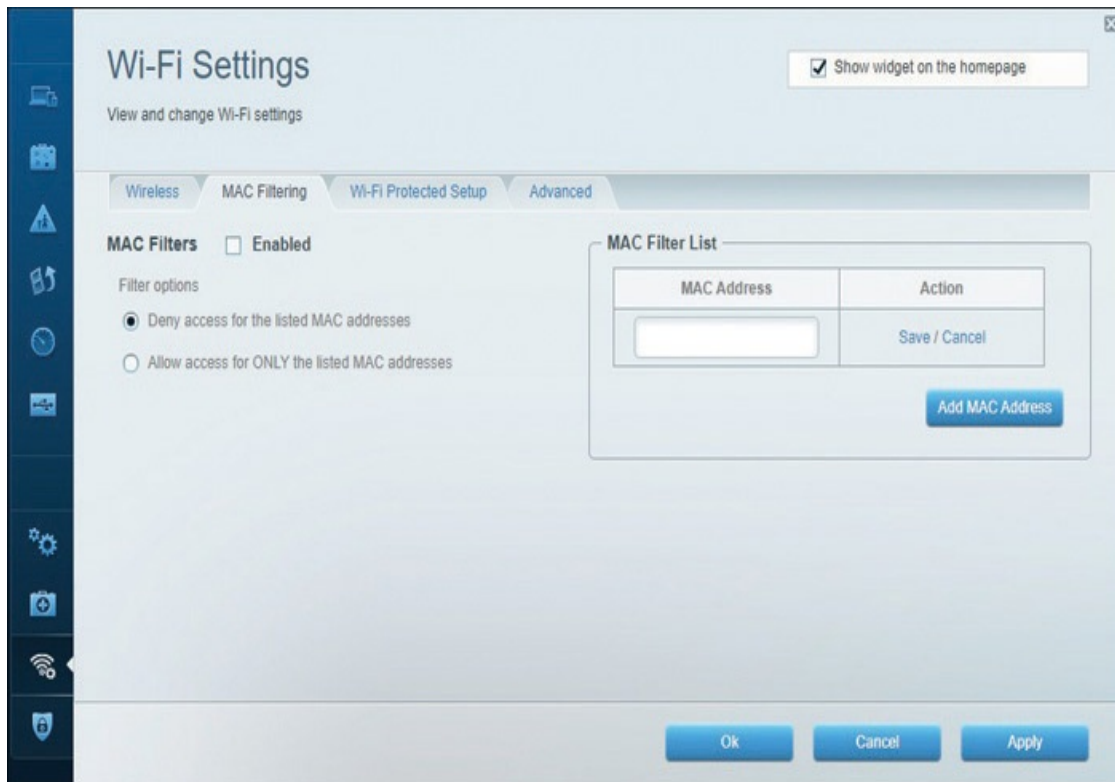 Wi-Fi Settings
Show widget on the homepage
View and change Wi-Fi settings
Wireless MAC Filtering Wi-Fi Protected Setup Advanced
MAC Filters Enabled
Filter options
Deny access for the listed MAC addresses
Allow access for ONLY the listed MAC addresses
MAC Filter List
MAC Address Action
Save / Cancel
Add MAC Address
Ok Cancel Apply